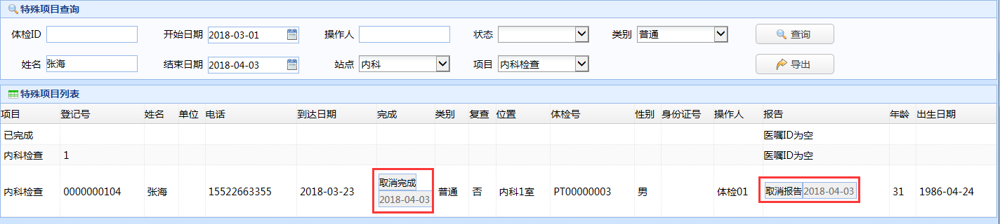 特殊项目查询
体检ID 开始日期 2018-03-01 操作人 状态 类别 普通 查询
姓名 张海 结束日期 2018-04-03 站点 内科 项目 内科检查 导出
特殊项目列表
项目 登记号 姓名 单位 电话 到达日期 完成 类别 复查 位置 体检号 性别 身份证号 操作人 报告 年龄 出生日期
已完成 医嘱ID为空
内科检查 1 医嘱ID为空
内科检查 0000000104 张海 15522663355 2018-03-23 取消完成 2018-04-03 普通 否 内科1室 PT00000003 男 体检01 取消报告 2018-04-03 31 1986-04-24